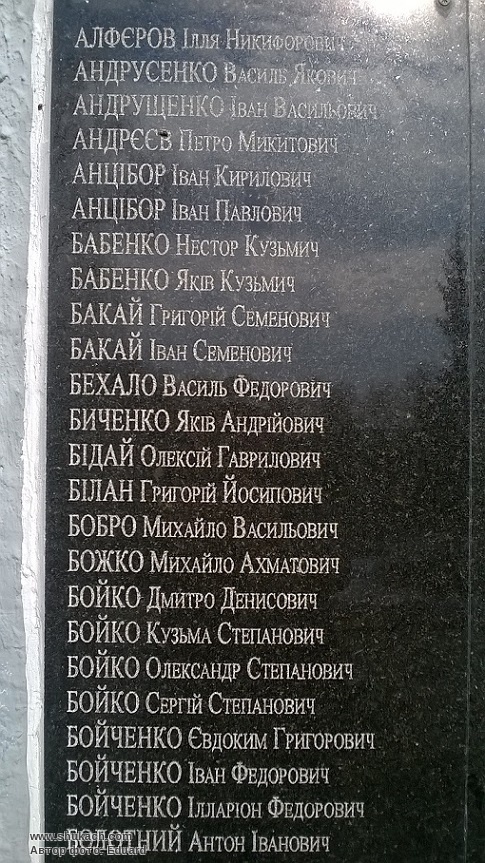 АЛФЄРОВ Ілля Никифорович
АНДРУСЕНКО Василь Якович
АНДРУЩЕНКО Іван Васильович
АНДРЄЄВ Петро Микитович
АНЦІБОР Іван Кирилович
АНЦІБОР Іван Павлович
БАБЕНКО Нестор Кузьмич
БАБЕНКО Яків Кузьмич
БАКАЙ Григорій Семенович
БАКАЙ Іван Семенович
БЕХАЛО Василь Федорович
БИЧЕНКО Яків Андрійович
БІДАЙ Олексій Гаврилович
БІЛАН Григорій Йосипович
БОБРО Михайло Васильович
БОЖКО Михайло Ахматович
БОЙКО Дмитро Денисович
БОЙКО Кузьма Степанович
БОЙКО Олександр Степанович
БОЙКО Сергій Степанович
БОЙЧЕНКО Євдоким Григорович
БОЙЧЕНКО Іван Федорович
БОЙЧЕНКО Ілларіон Федорович
www.shukach.com
БОЛОТНИЙ Антон Іванович
Автор фото: Eduard